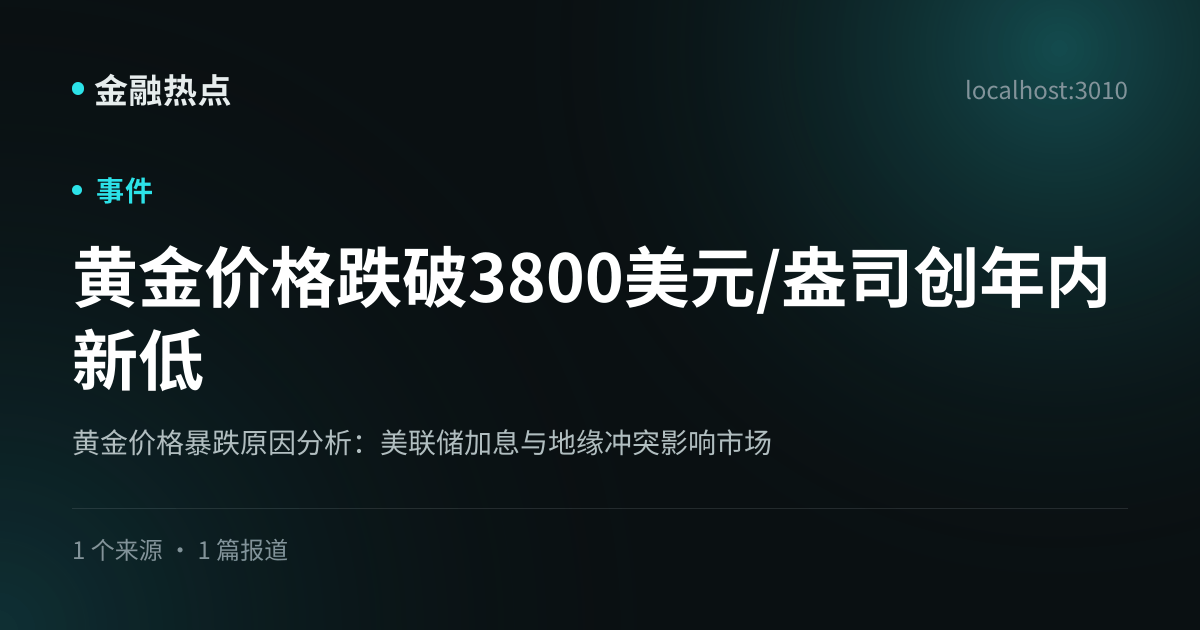 金融热点
localhost:3010
事件
黄金价格跌破3800美元/盎司创年内
新低
黄金价格暴跌原因分析：美联储加息与地缘冲突影响市场
1 个来源 · 1 篇报道